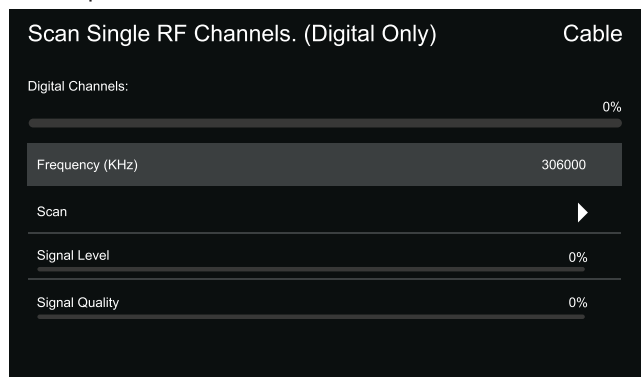 Scan Single RF Channels. (Digital Only) Cable
Digital Channels:
0%
Frequency (KHz) 306000
Scan
Signal Level 0%
Signal Quality 0%